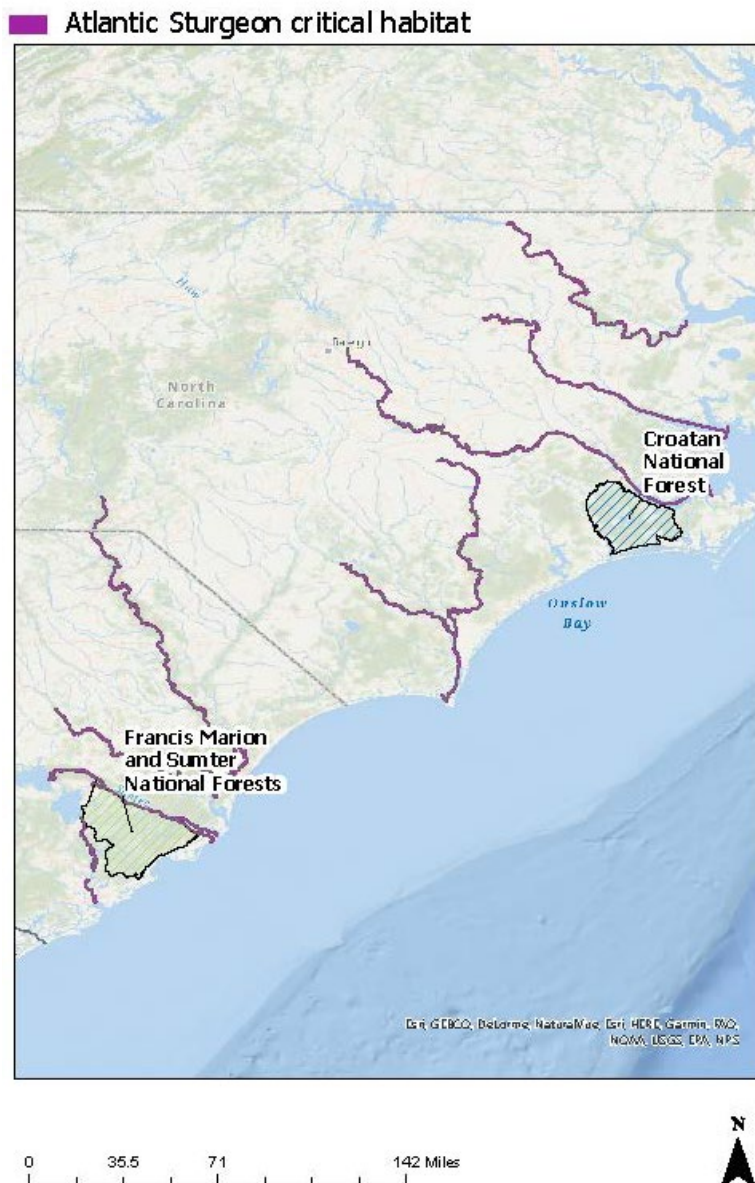 Atlantic Sturgeon critical habitat
Haw
North
Carolina
Croatan
National
Forest
Onslow
Bay
Francis Marion
and Sumter
National Forests
Esri, GEBCO, DeLorme, NaturalVue, Esri, HERE, Garmin, FAO,
NOAA, USGS, EPA, NPS
N
0 35.5 71 142 Miles